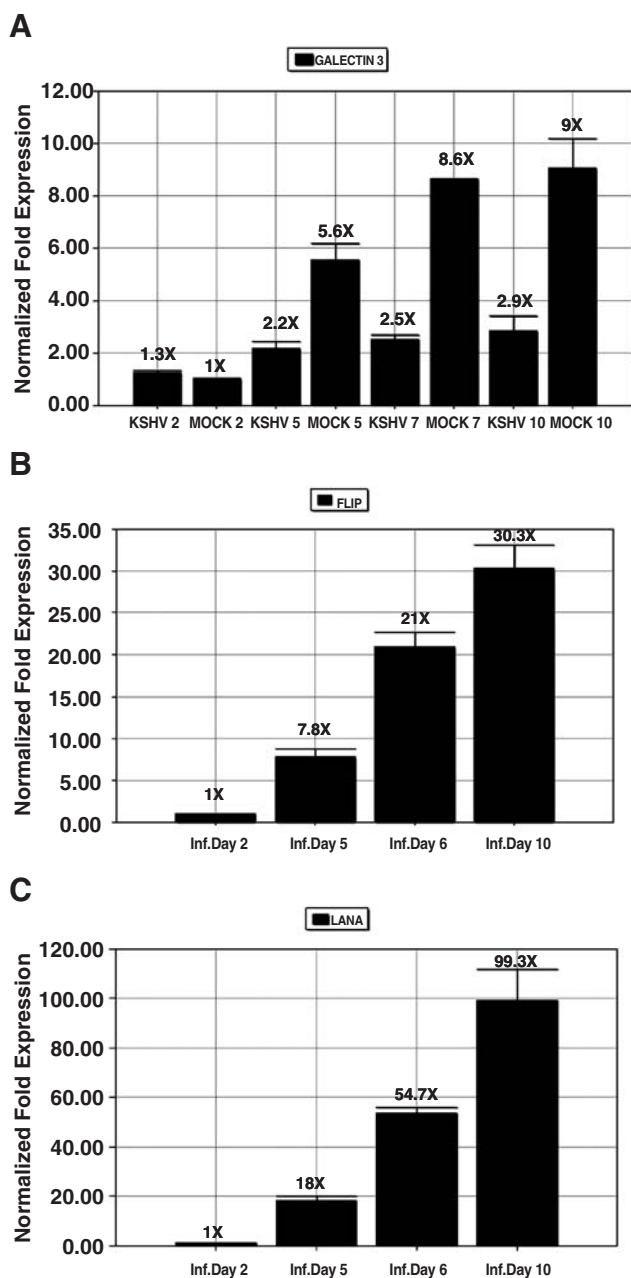 A
GALECTIN 3
Normalized Fold Expression
12.00
10.00
8.00
6.00
4.00
2.00
0.00
1.3X
1X
2.2X
5.6X
2.5X
8.6X
2.9X
9X
KSHV 2 MOCK 2 KSHV 5 MOCK 5 KSHV 7 MOCK 7 KSHV 10 MOCK 10
B
FLIP
Normalized Fold Expression
35.00
30.00
25.00
20.00
15.00
10.00
5.00
0.00
1X
7.8X
21X
30.3X
Inf.Day 2 Inf.Day 5 Inf.Day 6 Inf.Day 10
C
LANA
Normalized Fold Expression
120.00
100.00
80.00
60.00
40.00
20.00
0.00
1X
18X
54.7X
99.3X
Inf.Day 2 Inf.Day 5 Inf.Day 6 Inf.Day 10